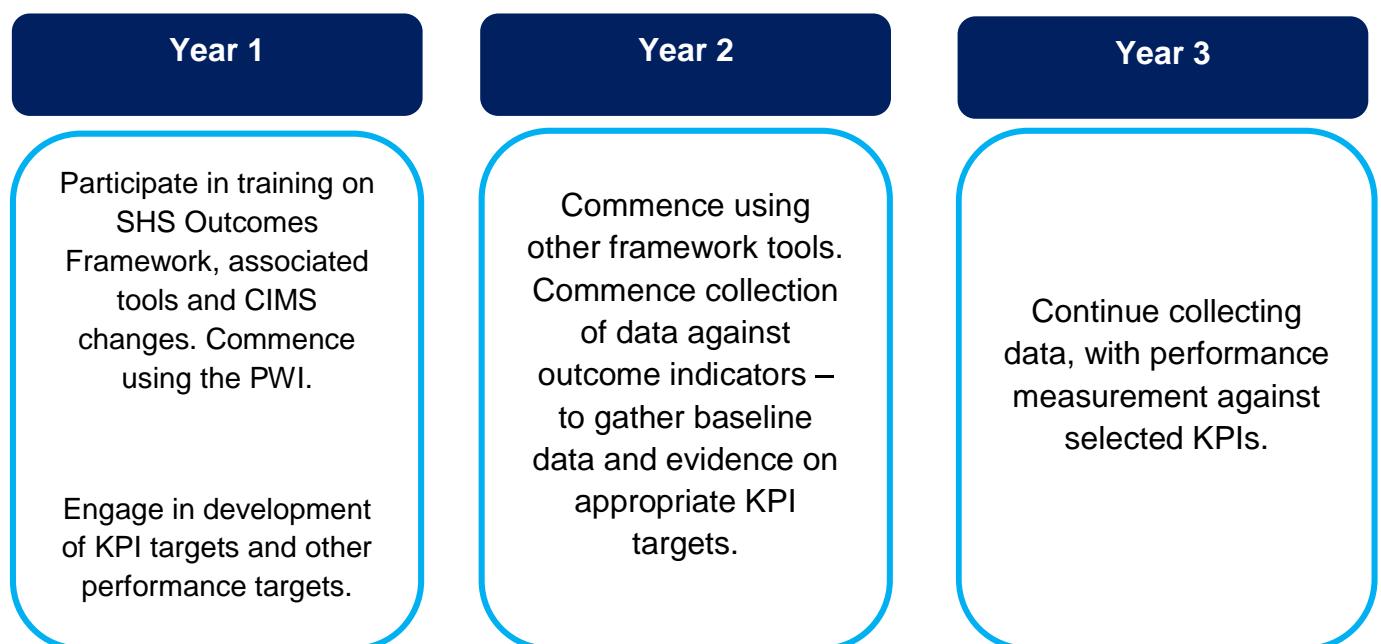 Year 1
Participate in training on
SHS Outcomes
Framework, associated
tools and CIMS
changes. Commence
using the PWI.
Engage in development
of KPI targets and other
performance targets.
Year 2
Commence using
other framework tools.
Commence collection
of data against
outcome indicators –
to gather baseline
data and evidence on
appropriate KPI
targets.
Year 3
Continue collecting
data, with performance
measurement against
selected KPIs.